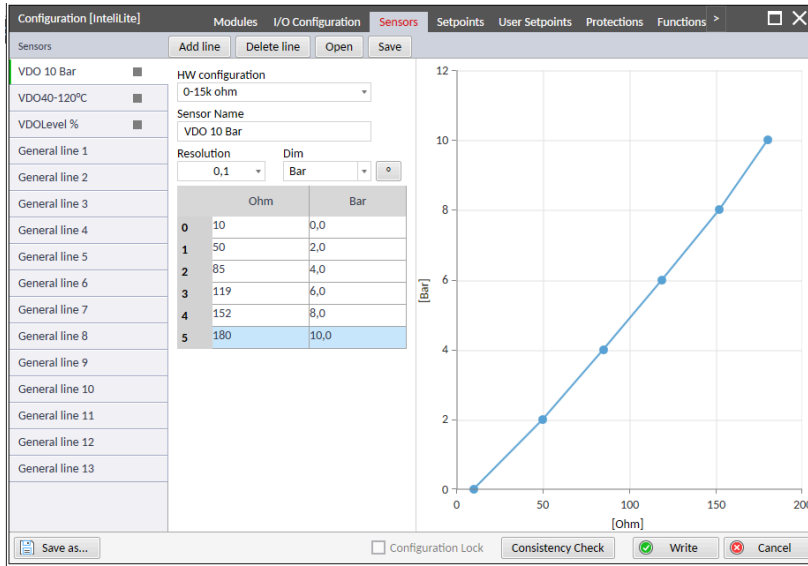 Configuration [InteliLite]
Modules I/O Configuration Sensors Setpoints User Setpoints Protections Functions >
Sensors
Add line Delete line Open Save
VDO 10 Bar
VDO40-120°C
VDOLevel %
General line 1
General line 2
General line 3
General line 4
General line 5
General line 6
General line 7
General line 8
General line 9
General line 10
General line 11
General line 12
General line 13
HW configuration
0-15k ohm
Sensor Name
VDO 10 Bar
Resolution Dim
0,1 Bar °
Ohm Bar
0 10 0,0
1 50 2,0
2 85 4,0
3 119 6,0
4 152 8,0
5 180 10,0
12
10
8
6
4
2
0
[Bar]
0 50 100 150 200
[Ohm]
Save as... Configuration Lock Consistency Check Write Cancel